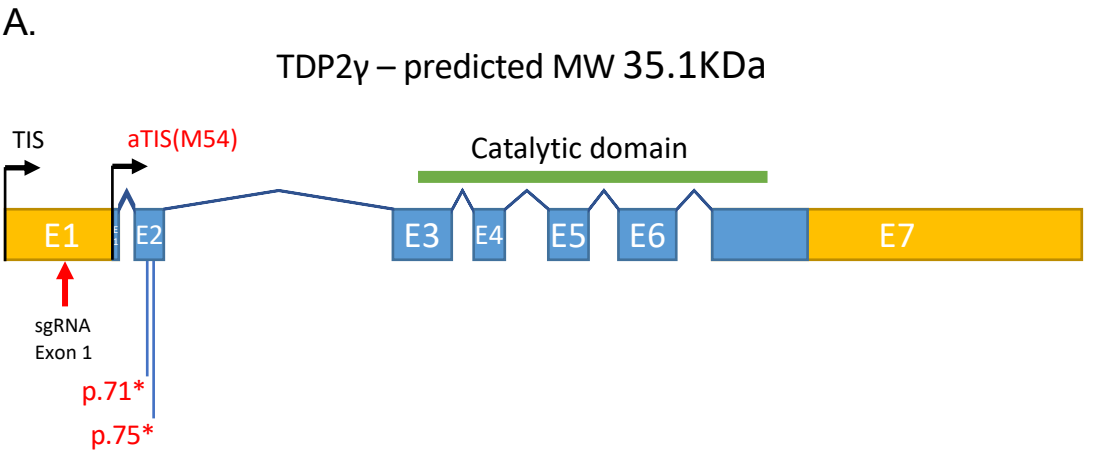 A.
TDP2γ – predicted MW 35.1KDa
TIS
aTIS(M54)
Catalytic domain
E1
E1
E2
E3
E4
E5
E6
E7
sgRNA
Exon 1
p.71*
p.75*